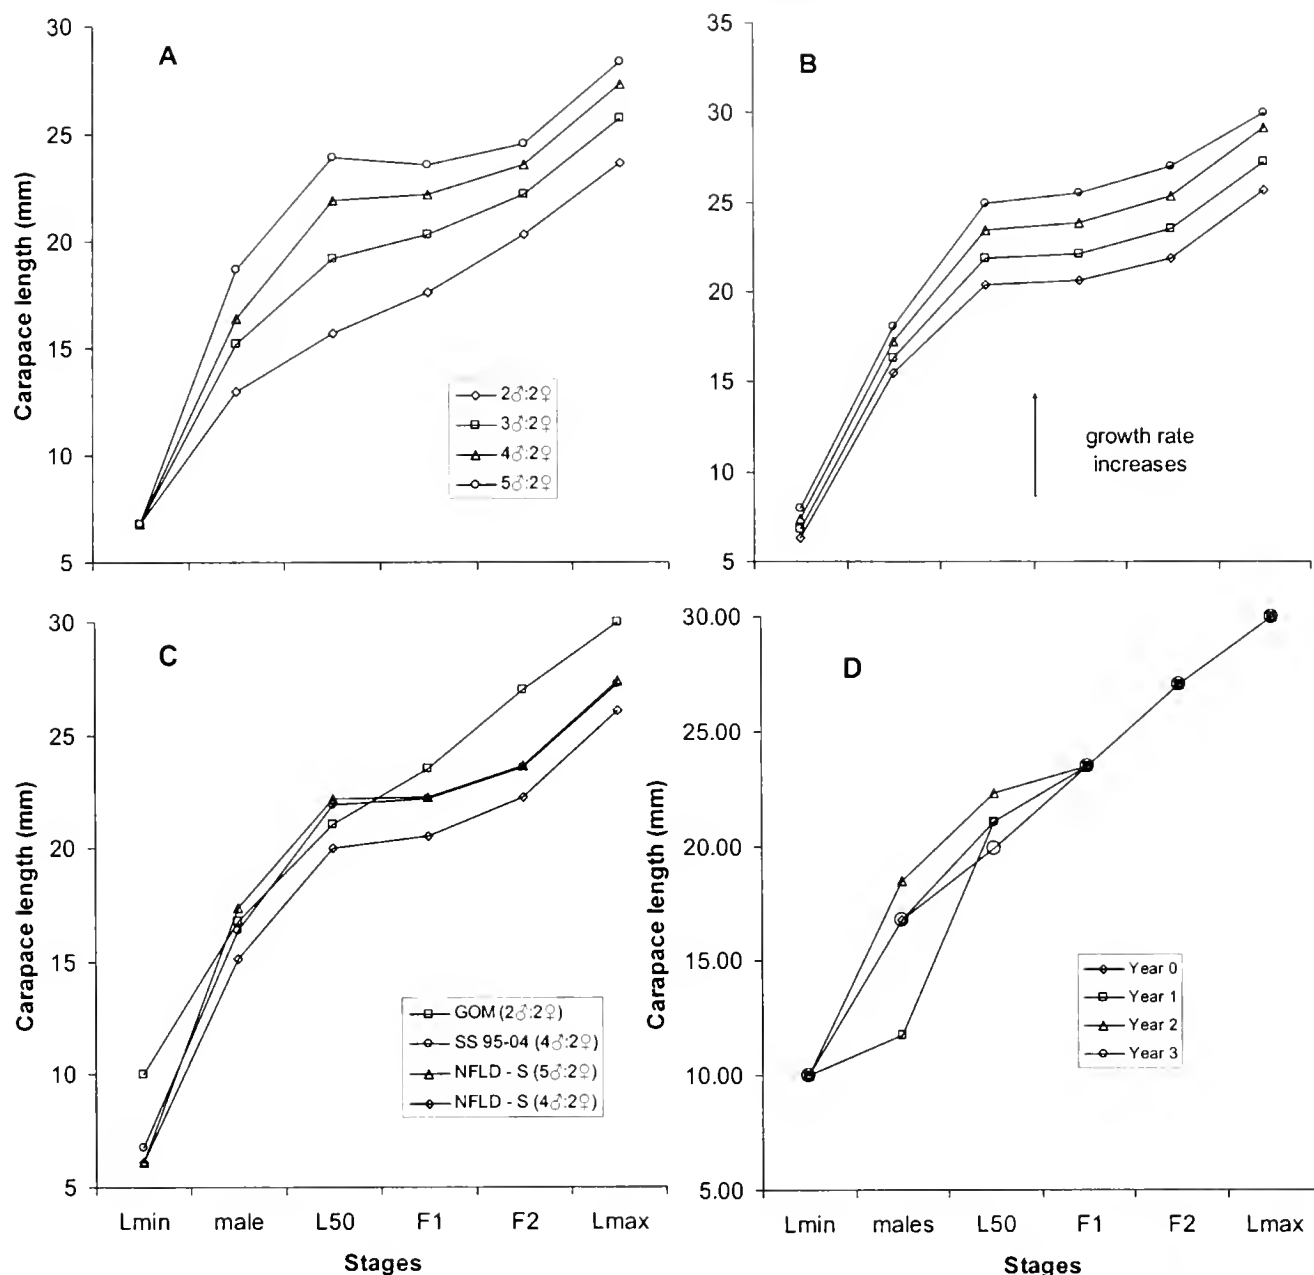 A
30
25
20
15
10
5
Carapace length (mm)
2♂:2♀
3♂:2♀
4♂:2♀
5♂:2♀
B
35
30
25
20
15
10
5
growth rate
increases
C
30
25
20
15
10
5
Carapace length (mm)
GOM (2♂:2♀)
SS 95-04 (4♂:2♀)
NFLD - S (5♂:2♀)
NFLD - S (4♂:2♀)
Lmin male L50 F1 F2 Lmax
Stages
D
30.00
25.00
20.00
15.00
10.00
5.00
Carapace length (mm)
Year 0
Year 1
Year 2
Year 3
Lmin males L50 F1 F2 Lmax
Stages